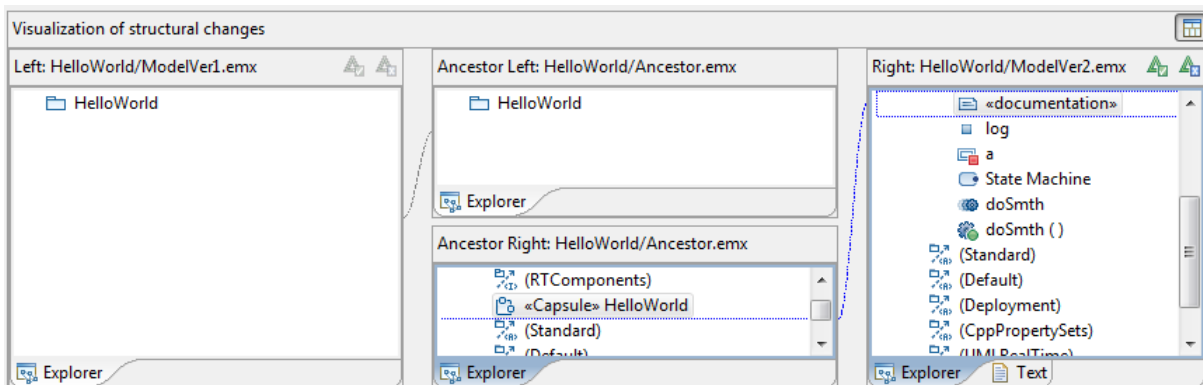 Visualization of structural changes
Left: HelloWorld/ModelVer1.emx
HelloWorld
Explorer
Ancestor Left: HelloWorld/Ancestor.emx
HelloWorld
Explorer
Ancestor Right: HelloWorld/Ancestor.emx
(RTComponents)
«Capsule» HelloWorld
(Standard)
(Default)
Explorer
Right: HelloWorld/ModelVer2.emx
«documentation»
log
a
State Machine
doSmth
doSmth ( )
(Standard)
(Default)
(Deployment)
(CppPropertySets)
(UMLRealTime)
Explorer
Text